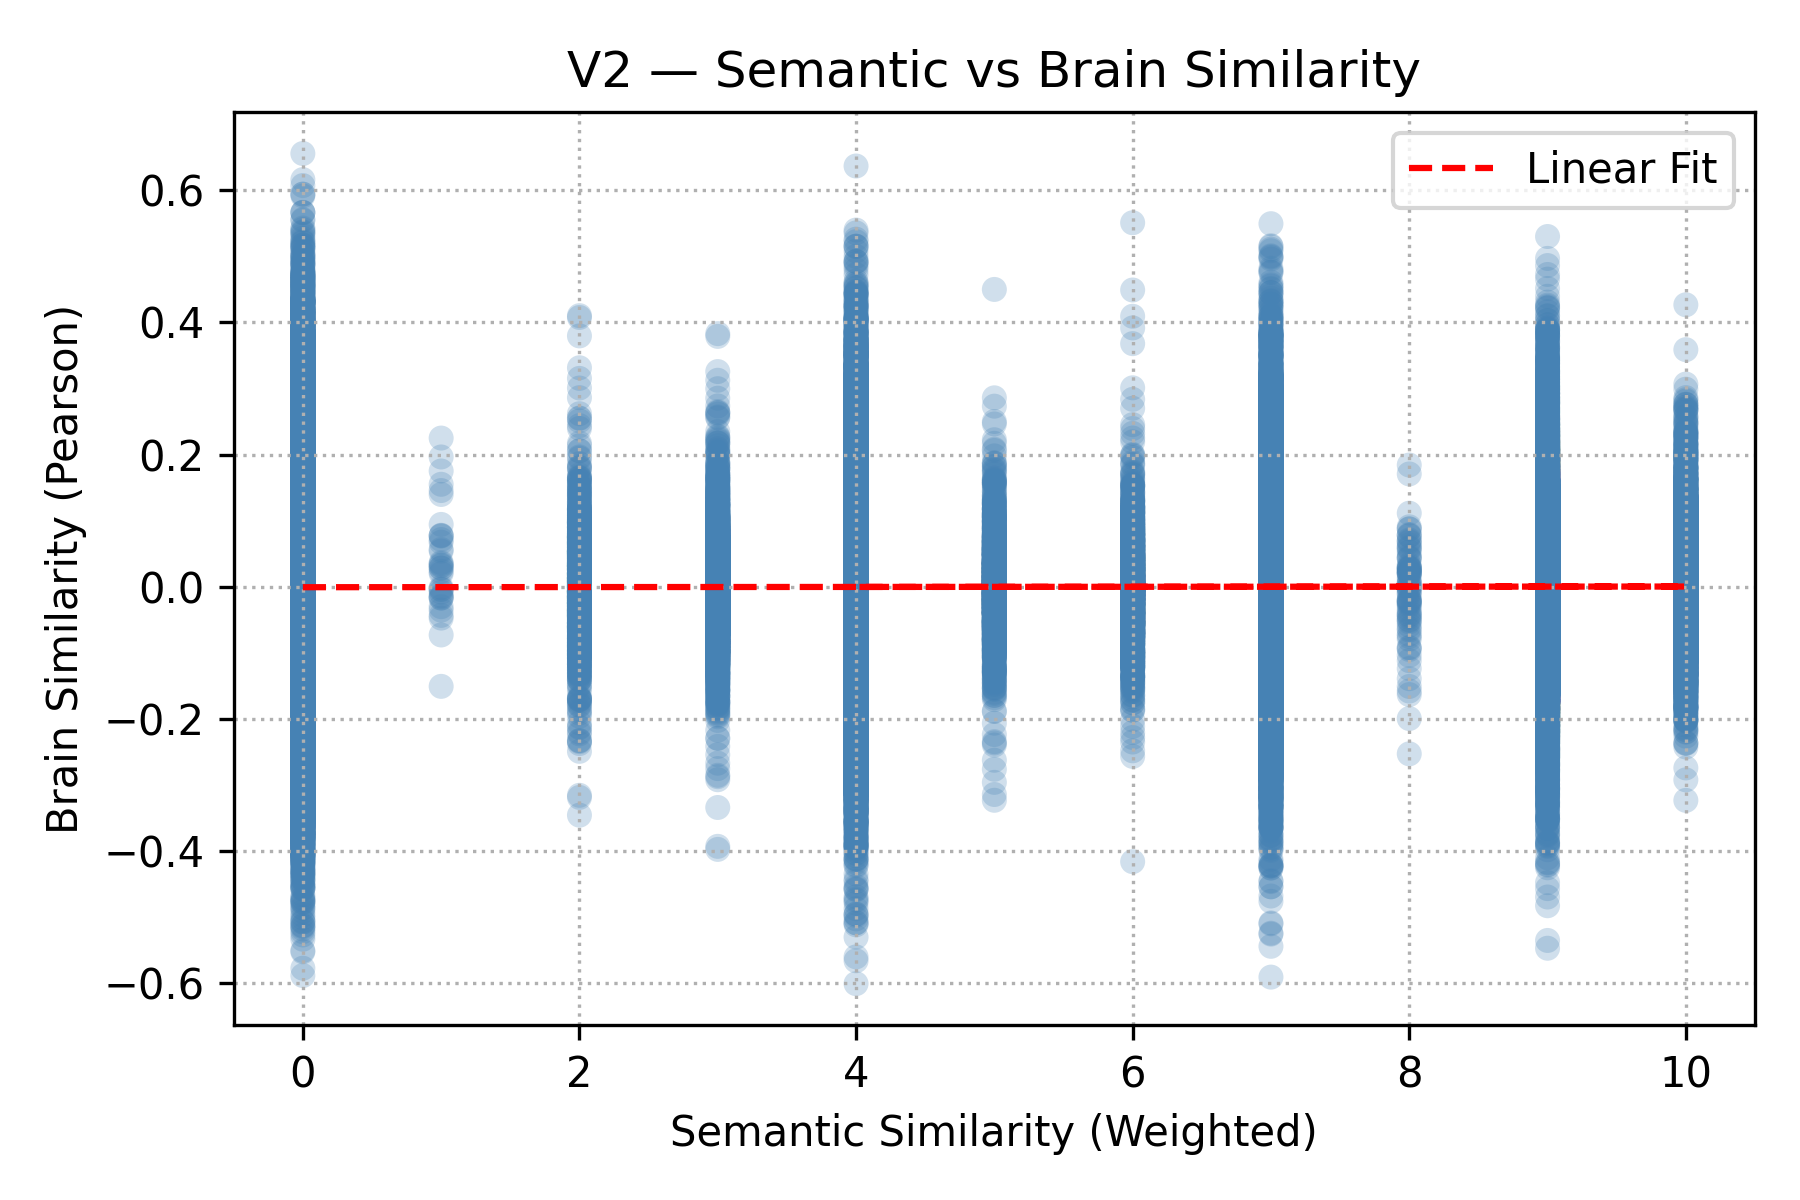 V2 — Semantic vs Brain Similarity
Linear Fit
Brain Similarity (Pearson)
0.6
0.4
0.2
0.0
−0.2
−0.4
−0.6
0 2 4 6 8 10
Semantic Similarity (Weighted)